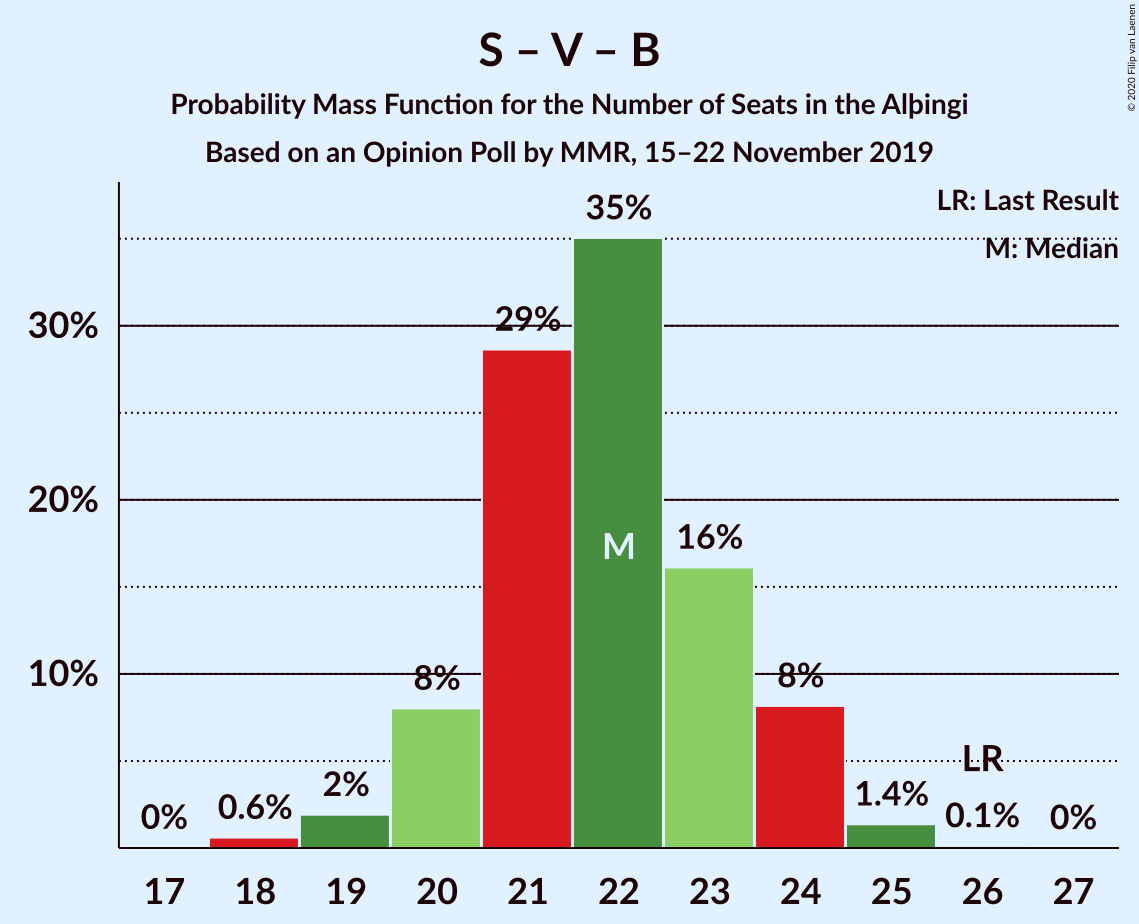 S – V – B
Probability Mass Function for the Number of Seats in the Alþingi
Based on an Opinion Poll by MMR, 15–22 November 2019
© 2020 Filip van Laenen
LR: Last Result
M: Median
35%
29%
30%
20%
M
16%
10%
8%
8%
LR
0%
0.6%
2%
1.4%
0.1%
0%
17 18 19 20 21 22 23 24 25 26 27